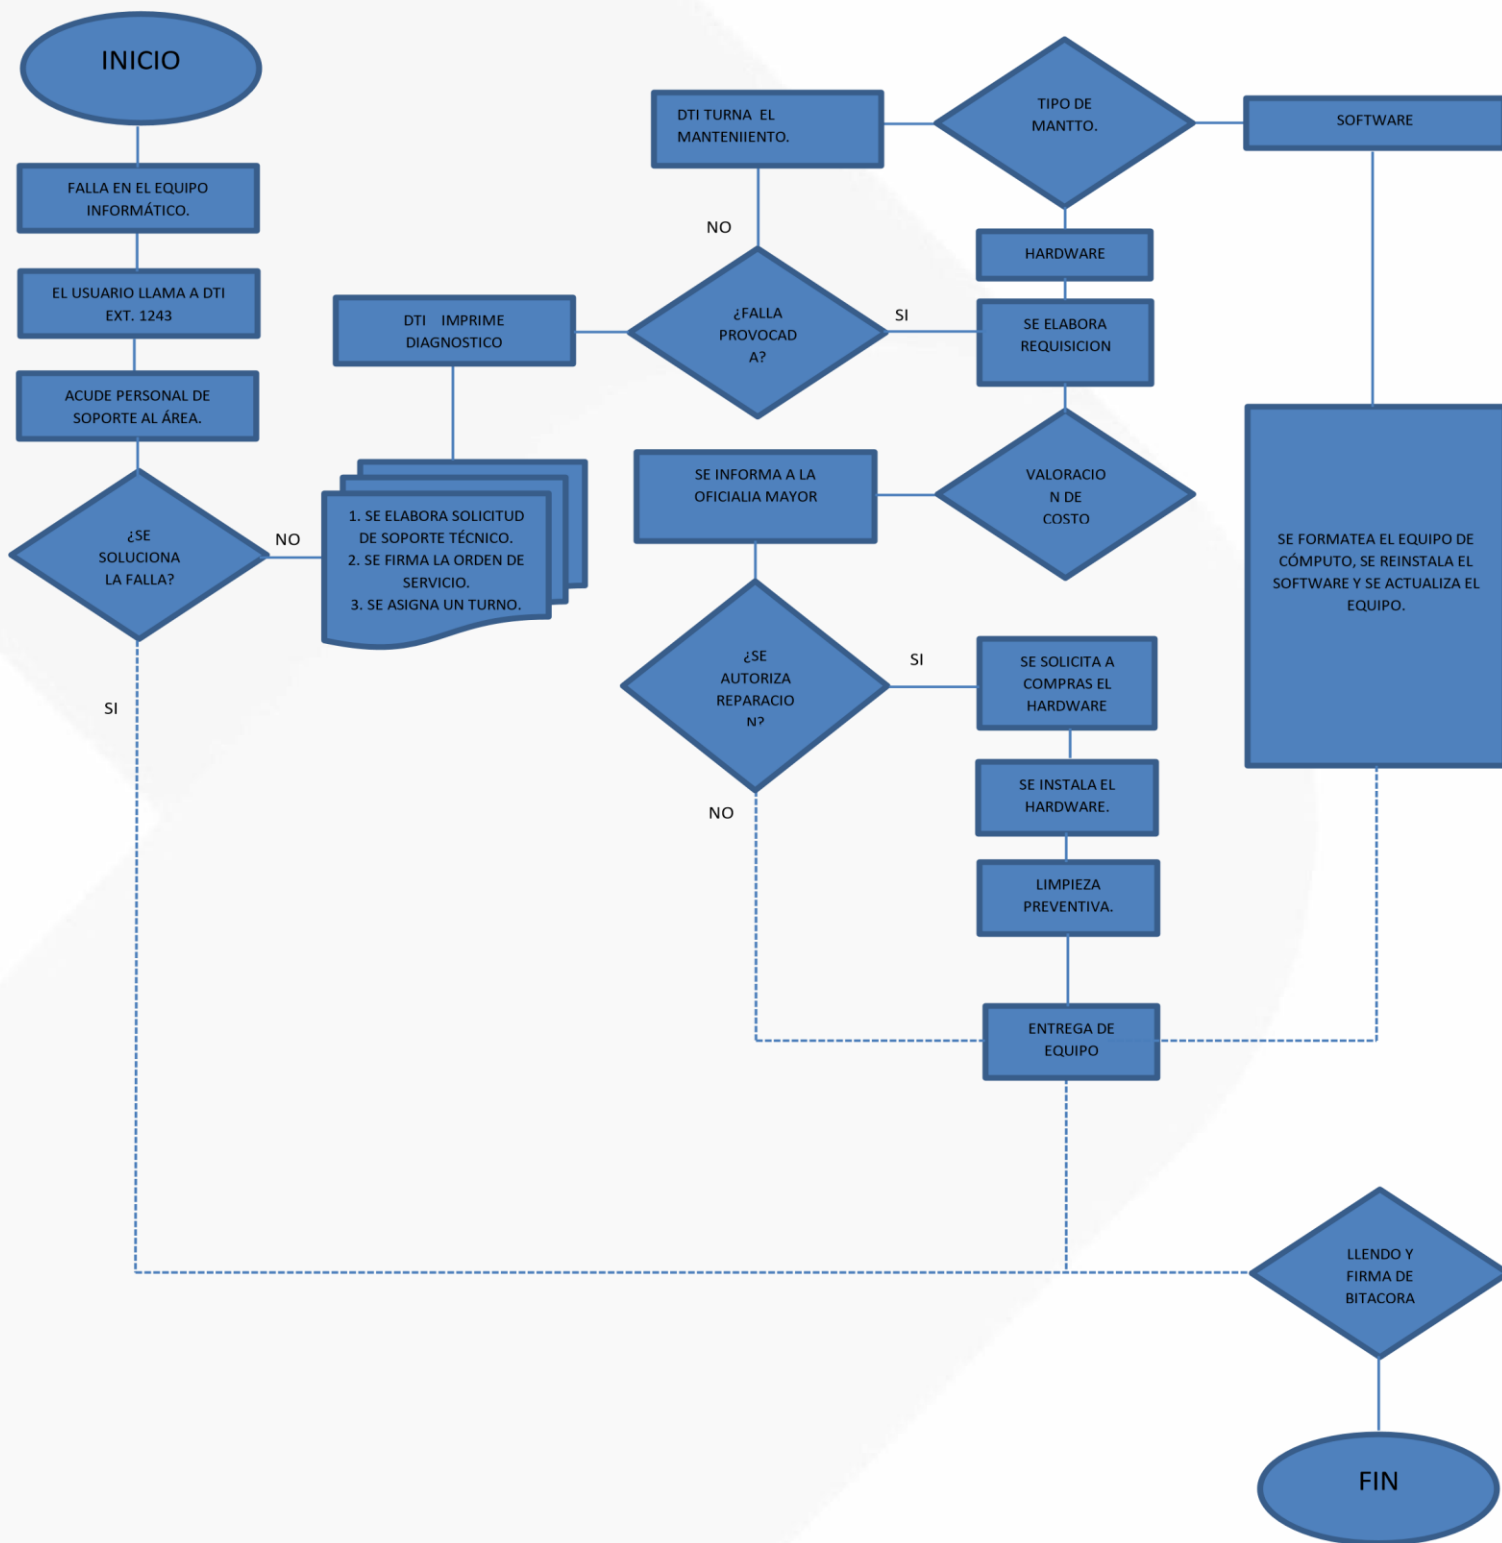 INICIO
FALLA EN EL EQUIPO
INFORMÁTICO.
EL USUARIO LLAMA A DTI
EXT. 1243
ACUDE PERSONAL DE
SOPORTE AL ÁREA.
¿SE
SOLUCIONA
LA FALLA?
NO
SI
1. SE ELABORA SOLICITUD
DE SOPORTE TÉCNICO.
2. SE FIRMA LA ORDEN DE
SERVICIO.
3. SE ASIGNA UN TURNO.
DTI IMPRIME
DIAGNOSTICO
¿FALLA
PROVOCAD
A?
NO
SI
DTI TURNA EL
MANTENIIENTO.
TIPO DE
MANTTO.
SOFTWARE
HARDWARE
SE ELABORA
REQUISICION
VALORACIO
N DE
COSTO
SE INFORMA A LA
OFICIALIA MAYOR
¿SE
AUTORIZA
REPARACIO
N?
SI
NO
SE SOLICITA A
COMPRAS EL
HARDWARE
SE INSTALA EL
HARDWARE.
LIMPIEZA
PREVENTIVA.
ENTREGA DE
EQUIPO
SE FORMATEA EL EQUIPO DE
CÓMPUTO, SE REINSTALA EL
SOFTWARE Y SE ACTUALIZA EL
EQUIPO.
LLENDO Y
FIRMA DE
BITACORA
FIN